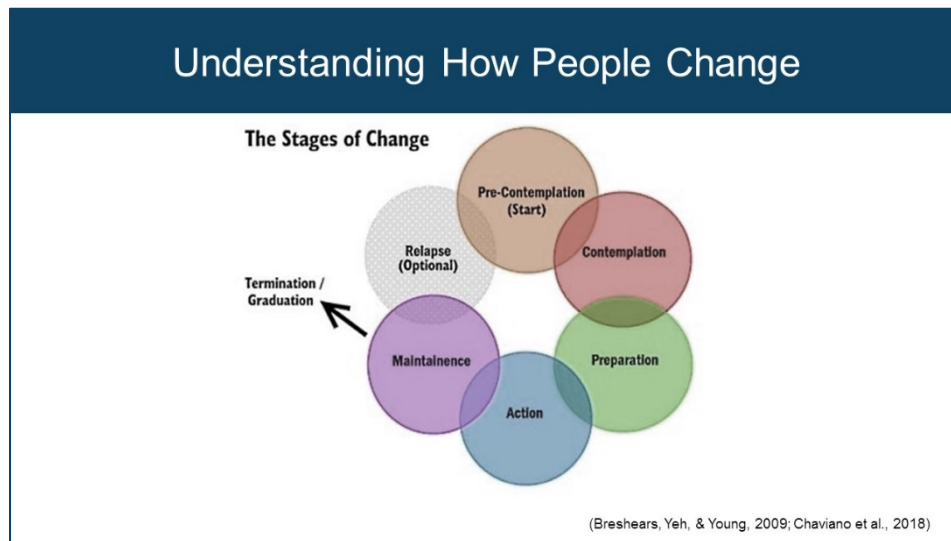 Understanding How People Change
The Stages of Change
Pre-Contemplation
(Start)
Contemplation
Preparation
Action
Maintainence
Relapse
(Optional)
Termination /
Graduation
(Breshears, Yeh, & Young, 2009; Chaviano et al., 2018)